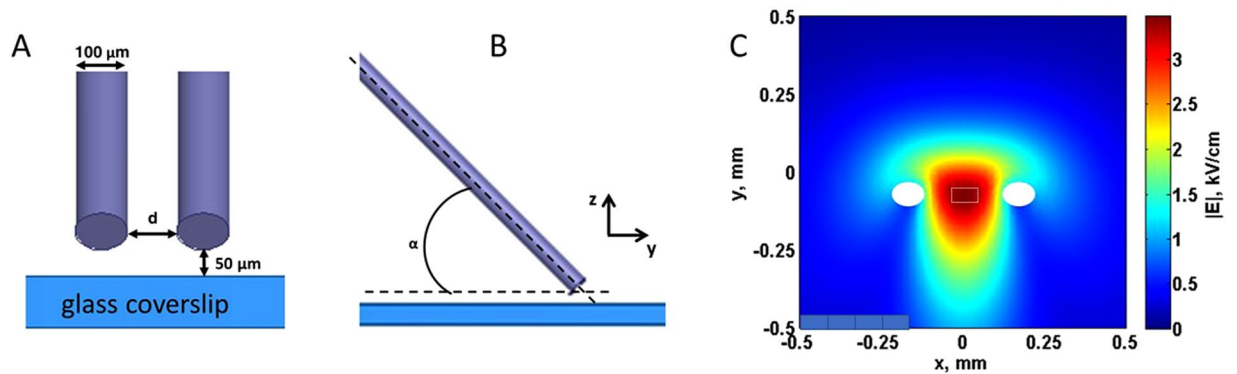 A
100 µm
d
50 µm
glass coverslip
B
α
z
y
C
y, mm
0.5
0.25
0
-0.25
-0.5
-0.5
-0.25
0
0.25
0.5
x, mm
3
2.5
2
1.5
1
0.5
0
|E|, kV/cm